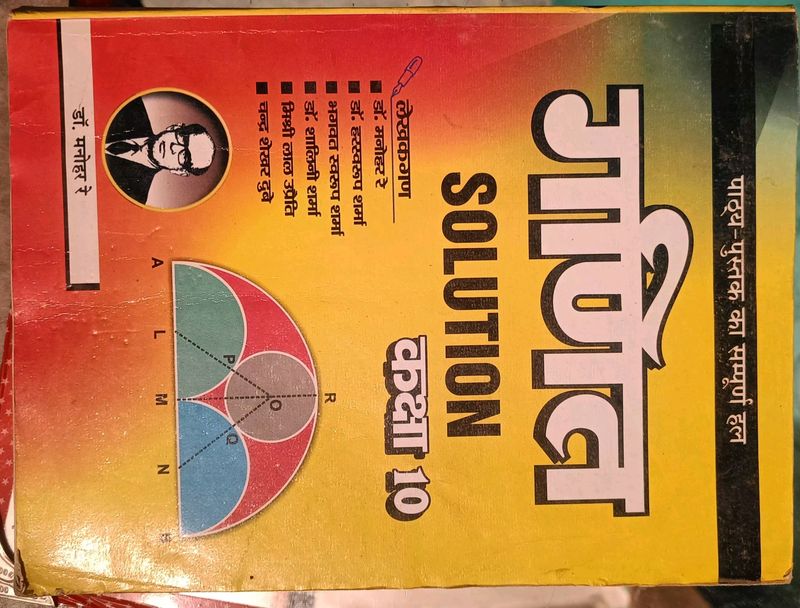 पाठ्य-पुस्तक का सम्पूर्ण हल
गणित
SOLUTION
कक्षा 10
लेखकगण
डॉ. मनोहर रे
डॉ. हरस्वरूप शर्मा
भगवत स्वरूप शर्मा
डॉ. शालिनी शर्मा
मिश्री लाल उप्रेति
चन्द्र शेखर दुबे
R
O
P
Q
A
L
M
N
B
डॉ. मनोहर रे